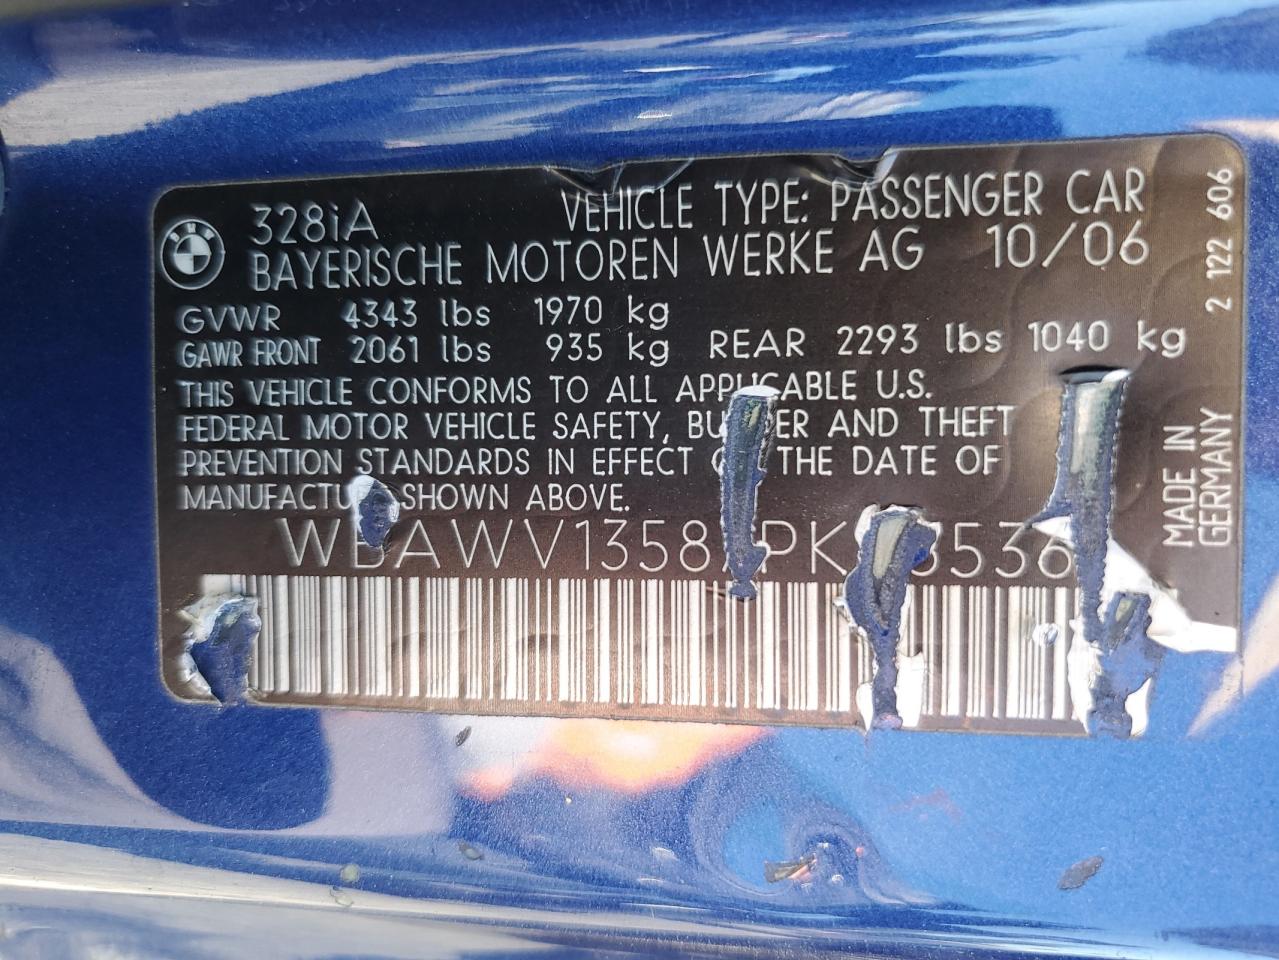 BMW
328iA VEHICLE TYPE: PASSENGER CAR
BAYERISCHE MOTOREN WERKE AG 10/06
GVWR 4343 lbs 1970 kg
GAWR FRONT 2061 lbs 935 kg REAR 2293 lbs 1040 kg
THIS VEHICLE CONFORMS TO ALL APPLICABLE U.S.
FEDERAL MOTOR VEHICLE SAFETY, AND THEFT
PREVENTION STANDARDS IN EFFECT THE DATE OF
SHOWN ABOVE.
MADE IN
GERMANY
2 122 606